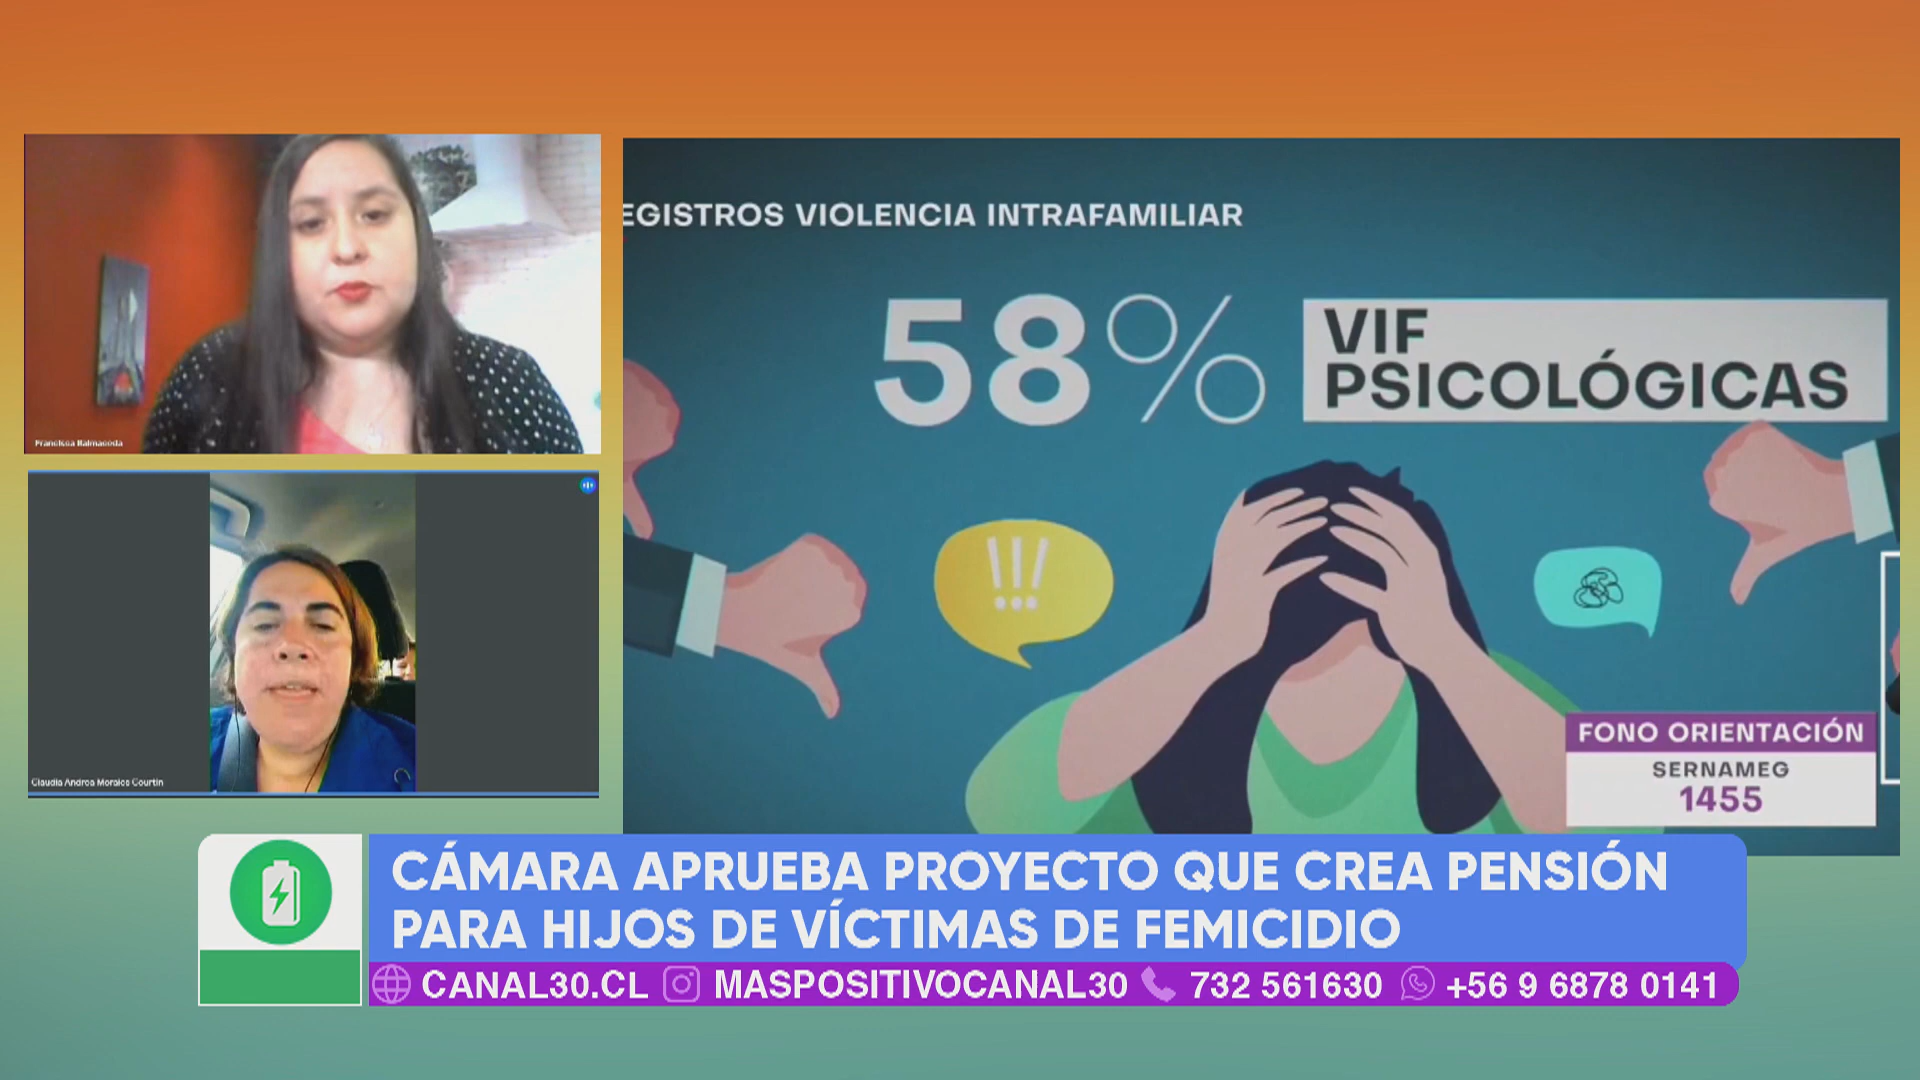 EGISTROS VIOLENCIA INTRAFAMILIAR
58%
VIF
PSICOLÓGICAS
!!!
Francisca Balmaceda
Claudia Andrea Morales Courtin
FONO ORIENTACIÓN
SERNAMEG
1455
CÁMARA APRUEBA PROYECTO QUE CREA PENSIÓN
PARA HIJOS DE VÍCTIMAS DE FEMICIDIO
CANAL30.CL MASPOSITIVOCANAL30 732 561630 +56 9 6878 0141